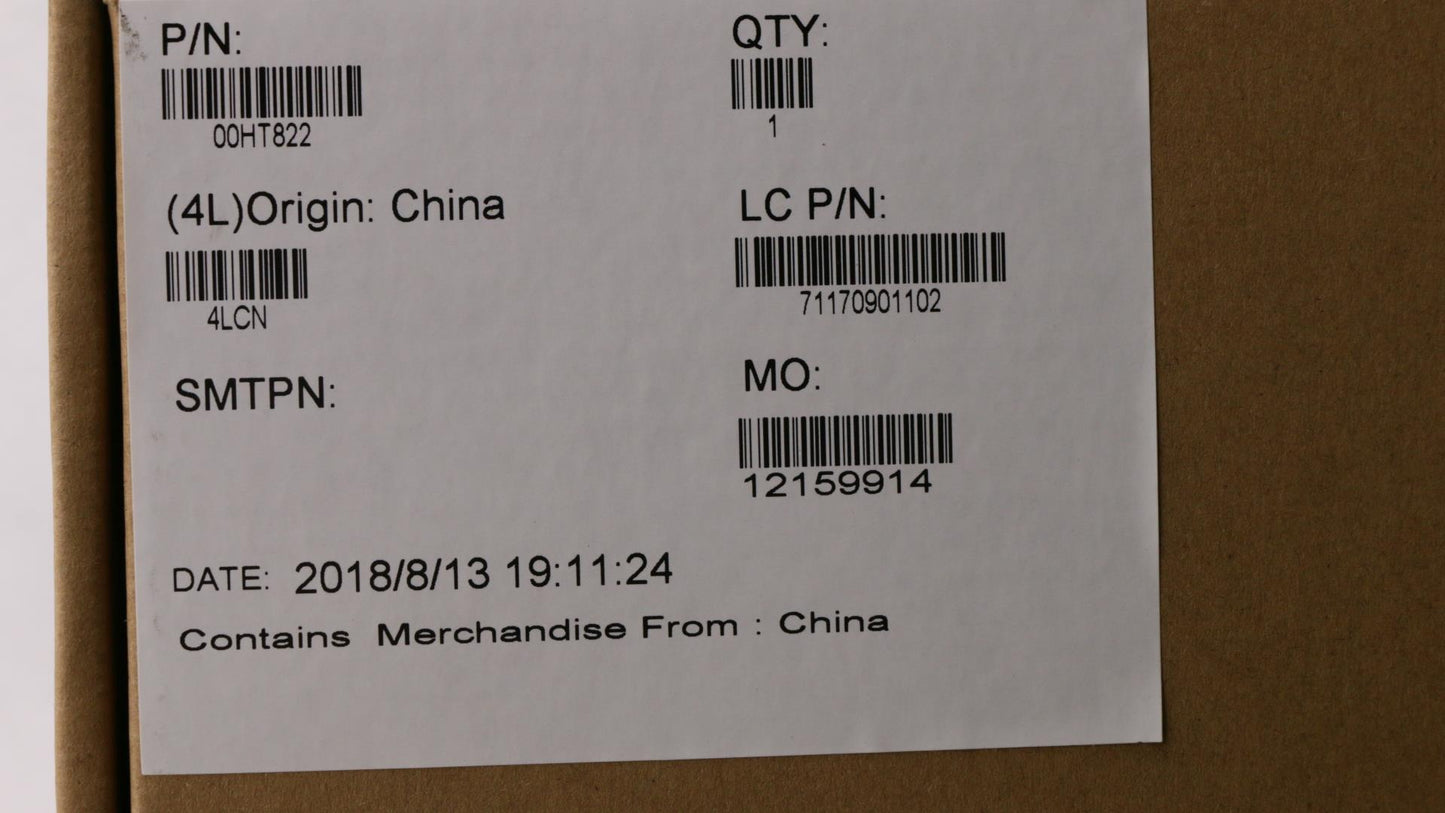 P/N:
00HT822
QTY:
1
(4L)Origin: China
4LCN
LC P/N:
71170901102
SMTPN:
MO:
12159914
DATE: 2018/8/13 19:11:24
Contains Merchandise From : China